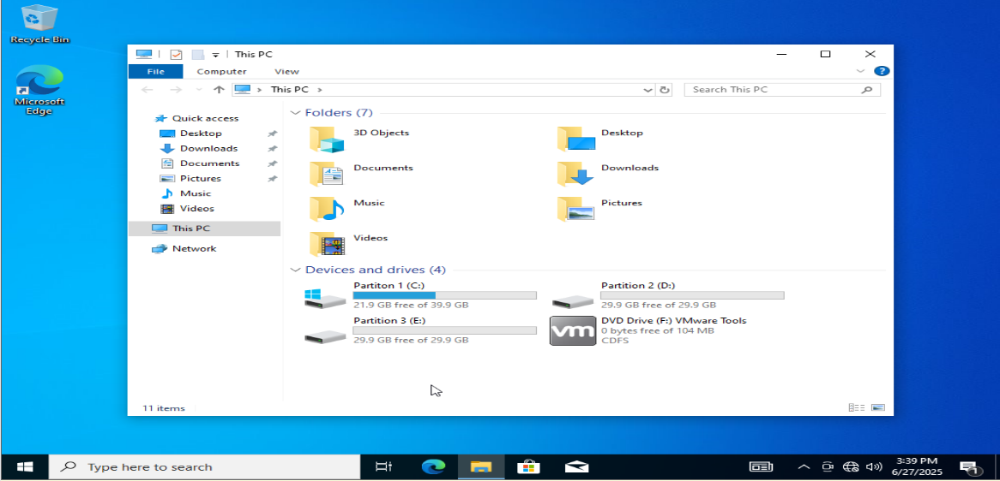 Recycle Bin
Microsoft
Edge
This PC
File Computer View
This PC
Search This PC
Quick access
Desktop
Downloads
Documents
Pictures
Music
Videos
This PC
Network
Folders (7)
3D Objects
Desktop
Documents
Downloads
Music
Pictures
Videos
Devices and drives (4)
Partiton 1 (C:)
21.9 GB free of 39.9 GB
Partition 2 (D:)
29.9 GB free of 29.9 GB
Partition 3 (E:)
29.9 GB free of 29.9 GB
vm
DVD Drive (F:) VMware Tools
0 bytes free of 104 MB
CDFS
11 items
Type here to search
3:39 PM
6/27/2025
1